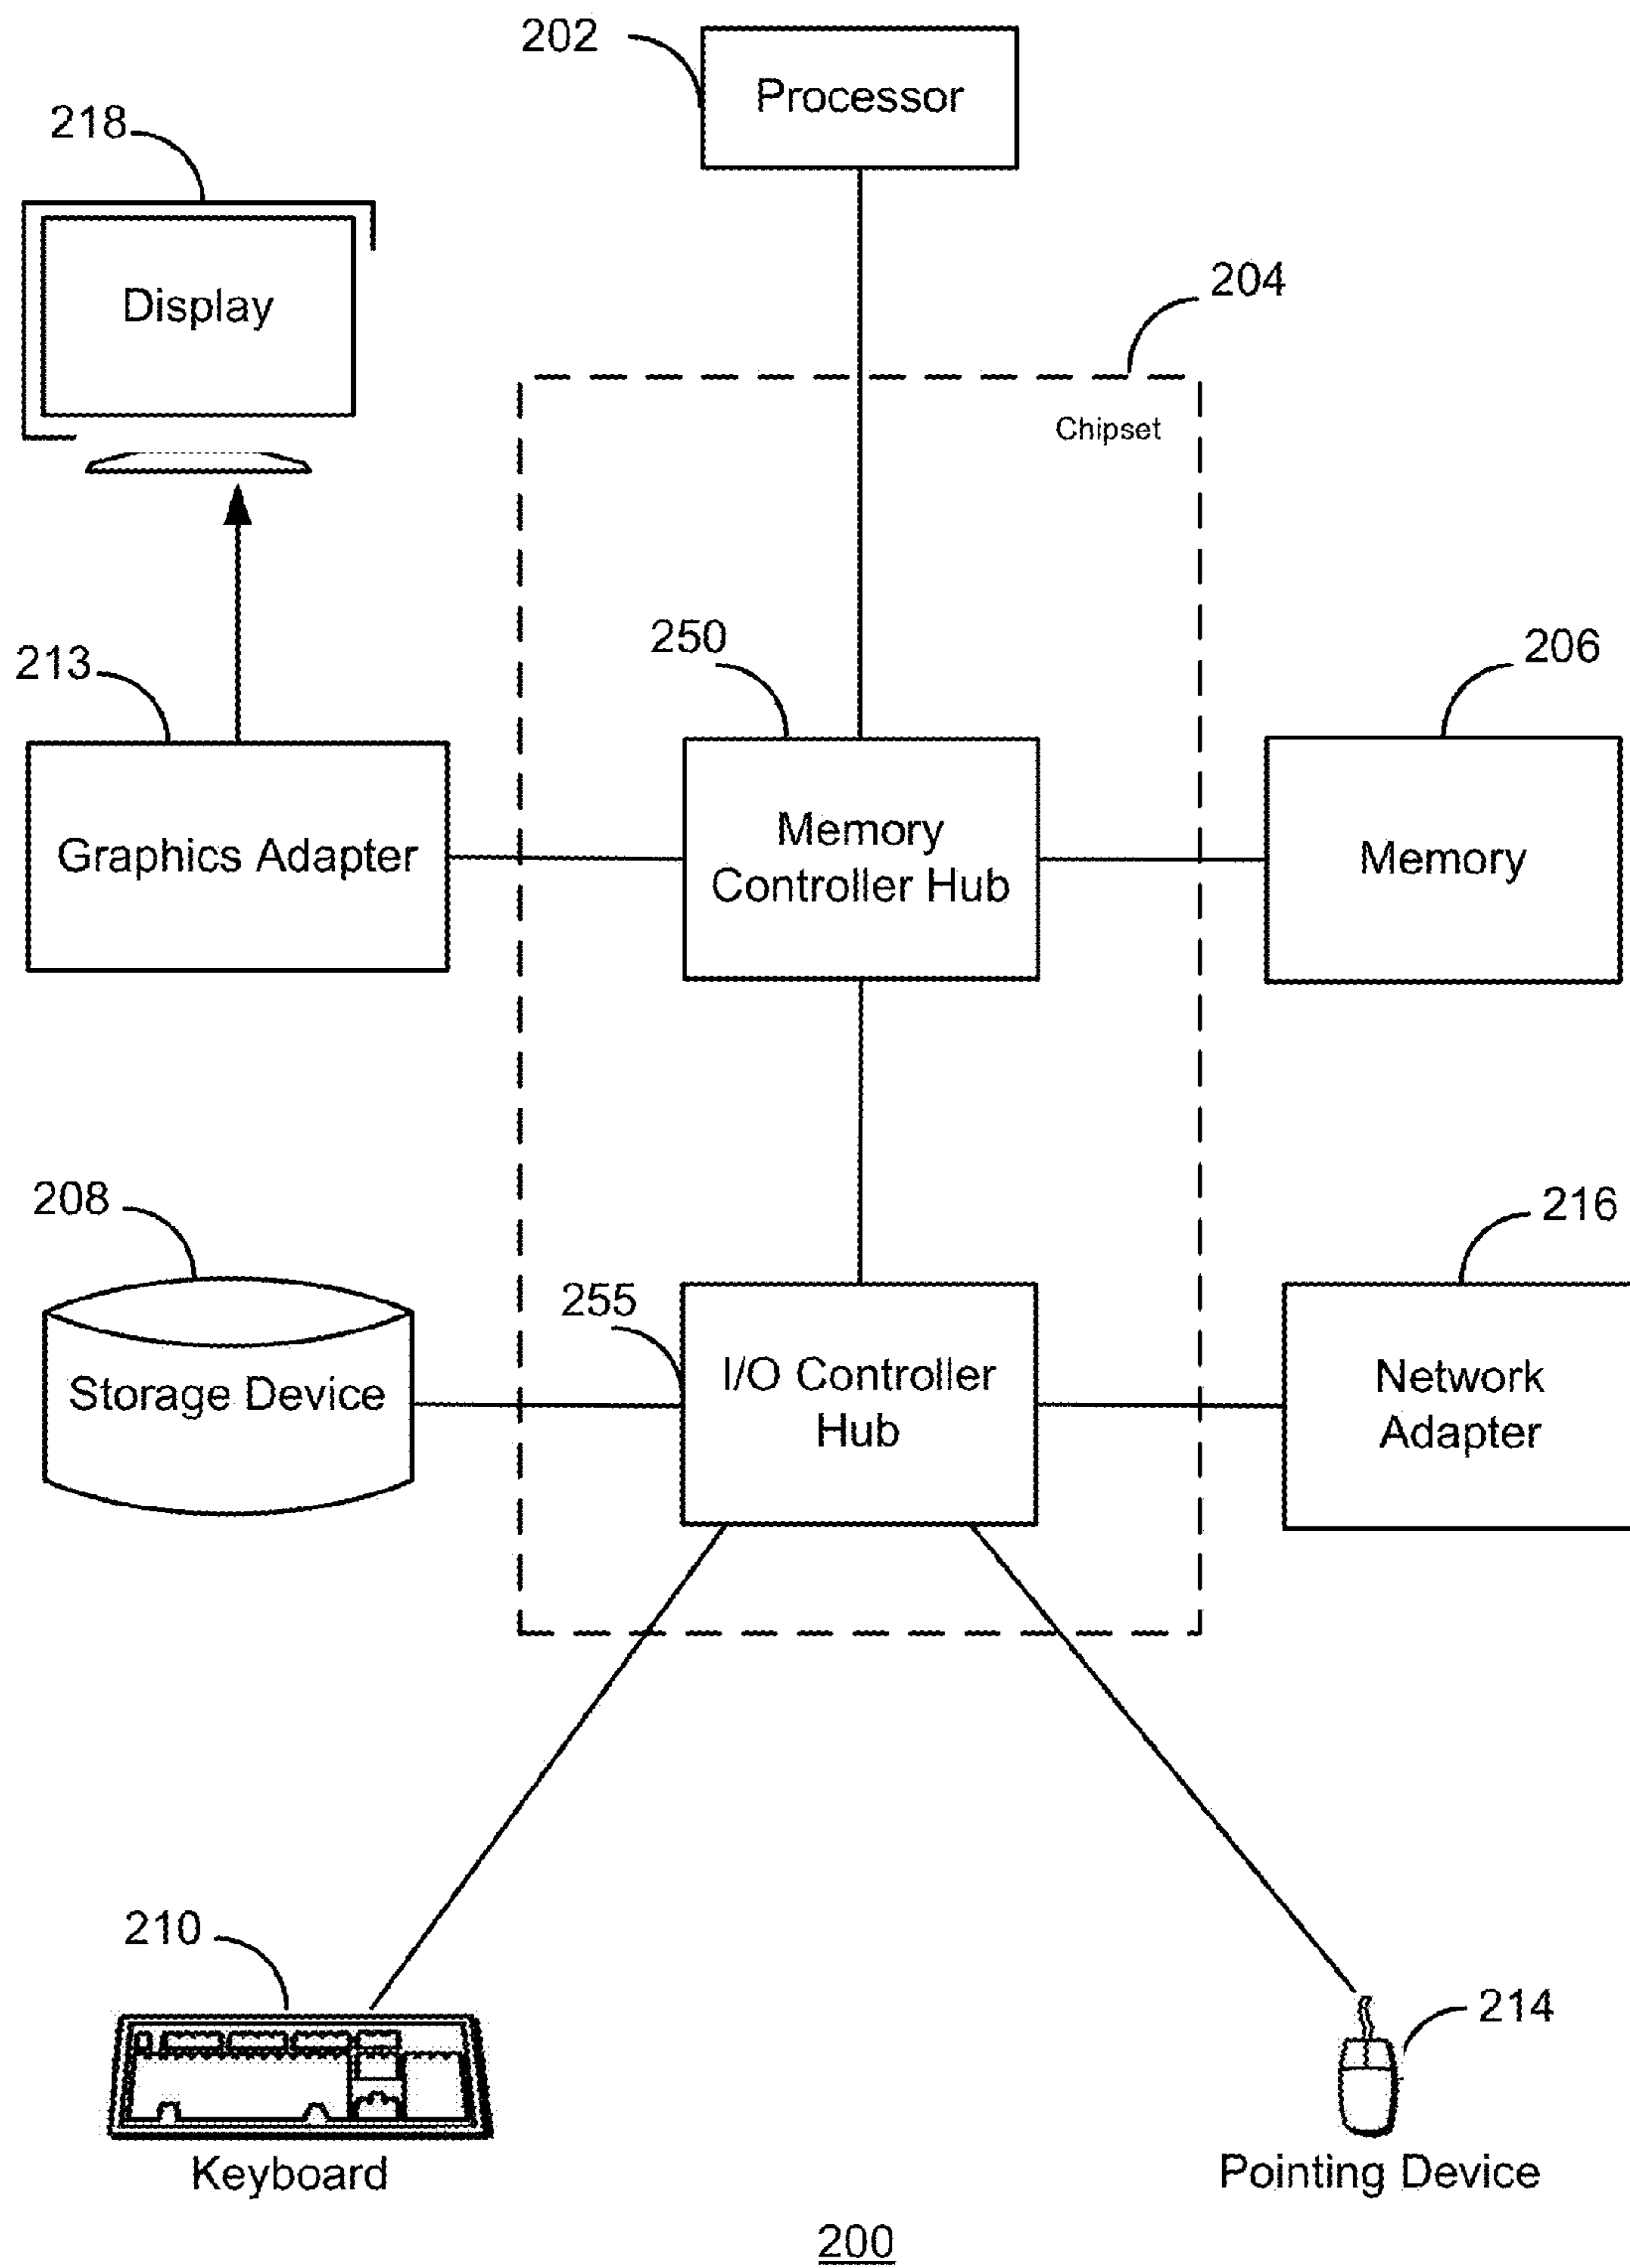 202
Processor
218
Display
204
Chipset
250
213
206
Graphics Adapter
Memory
Controller Hub
Memory
208
216
255
Storage Device
I/O Controller
Hub
Network
Adapter
210
214
Keyboard
Pointing Device
200